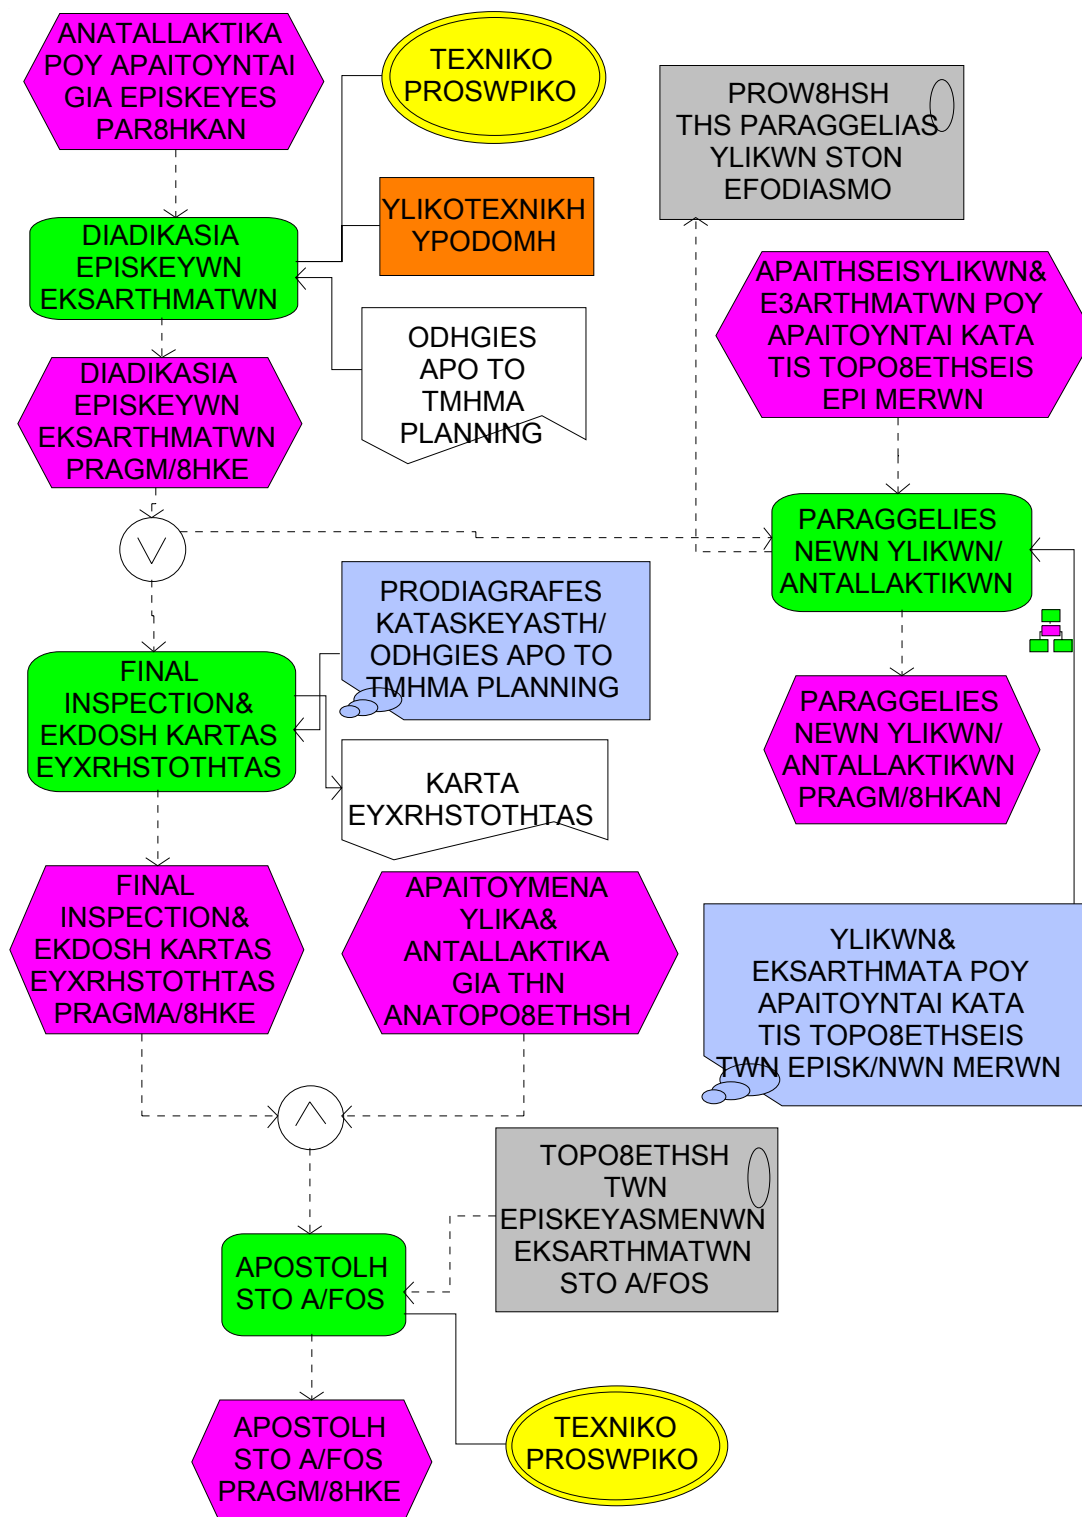 ANATALLAKTIKA
POY APAITOYNTAI
GIA EPISKEYES
PAR8HKAN
TEXNIKO
PROSWPIKO
PROW8HSH
THS PARAGGELIAS
YLIKWN STON
EFODIASMO
YLIKOTEXNIKH
YPODOMH
DIADIKASIA
EPISKEYWN
EKSARTHMATWN
APAITHSEISYLIKWN&
E3ARTHMATWN POY
APAITOYNTAI KATA
TIS TOPO8ETHSEIS
EPI MERWN
ODHGIES
APO TO
TMHMA
PLANNING
DIADIKASIA
EPISKEYWN
EKSARTHMATWN
PRAGM/8HKE
PARAGGELIES
NEWN YLIKWN/
ANTALLAKTIKWN
PRODIAGRAFES
KATASKEYASTH/
ODHGIES APO TO
TMHMA PLANNING
FINAL
INSPECTION&
EKDOSH KARTAS
EYXRHSTOTHTAS
PARAGGELIES
NEWN YLIKWN/
ANTALLAKTIKWN
PRAGM/8HKAN
KARTA
EYXRHSTOTHTAS
FINAL
INSPECTION&
EKDOSH KARTAS
EYXRHSTOTHTAS
PRAGMA/8HKE
APAITOYMENA
YLIKA&
ANTALLAKTIKA
GIA THN
ANATOPO8ETHSH
YLIKWN&
EKSARTHMATA POY
APAITOYNTAI KATA
TIS TOPO8ETHSEIS
TWN EPISK/NWN MERWN
TOPO8ETHSH
TWN
EPISKEYASMENWN
EKSARTHMATWN
STO A/FOS
APOSTOLH
STO A/FOS
TEXNIKO
PROSWPIKO
APOSTOLH
STO A/FOS
PRAGM/8HKE